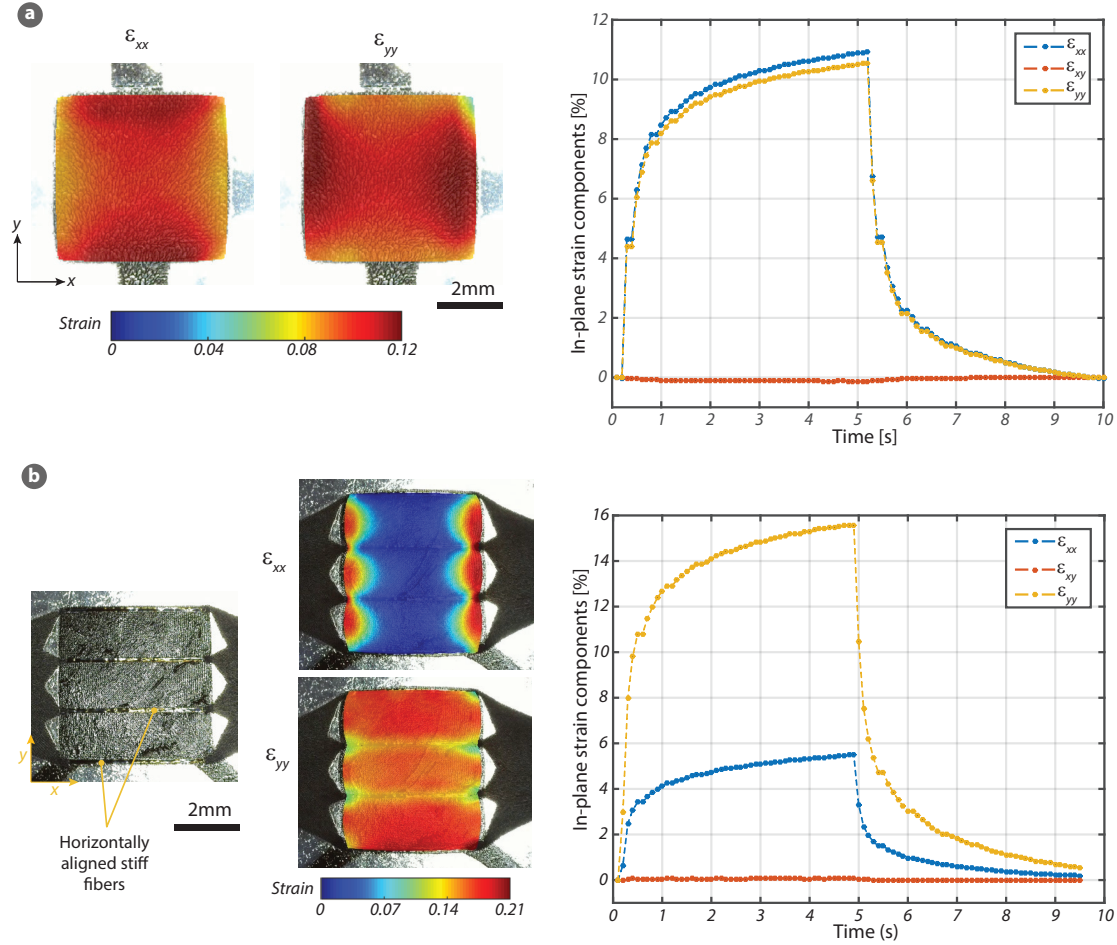 a
εxx
εyy
y
x
2mm
Strain
0
0.04
0.08
0.12
In-plane strain components [%]
12
10
8
6
4
2
0
0
1
2
3
4
5
6
7
8
9
10
Time [s]
εxx
εxy
εyy
b
εxx
εyy
y
x
2mm
Horizontally
aligned stiff
fibers
Strain
0
0.07
0.14
0.21
In-plane strain components [%]
16
14
12
10
8
6
4
2
0
0
1
2
3
4
5
6
7
8
9
10
Time (s)
εxx
εxy
εyy